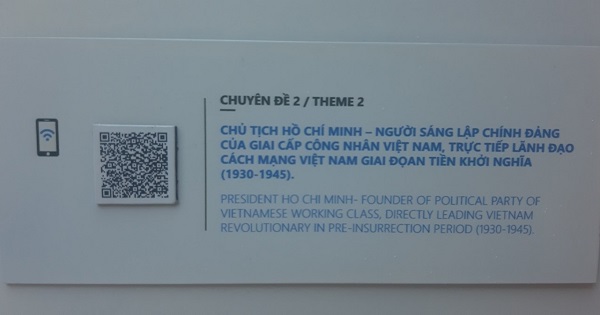 CHUYÊN ĐỀ 2 / THEME 2
CHỦ TỊCH HỒ CHÍ MINH – NGƯỜI SÁNG LẬP CHÍNH ĐẢNG
CỦA GIAI CẤP CÔNG NHÂN VIỆT NAM, TRỰC TIẾP LÃNH ĐẠO
CÁCH MẠNG VIỆT NAM GIAI ĐOẠN TIỀN KHỞI NGHĨA
(1930-1945).
PRESIDENT HO CHI MINH- FOUNDER OF POLITICAL PARTY OF
VIETNAMESE WORKING CLASS, DIRECTLY LEADING VIETNAM
REVOLUTIONARY IN PRE-INSURRECTION PERIOD (1930-1945).